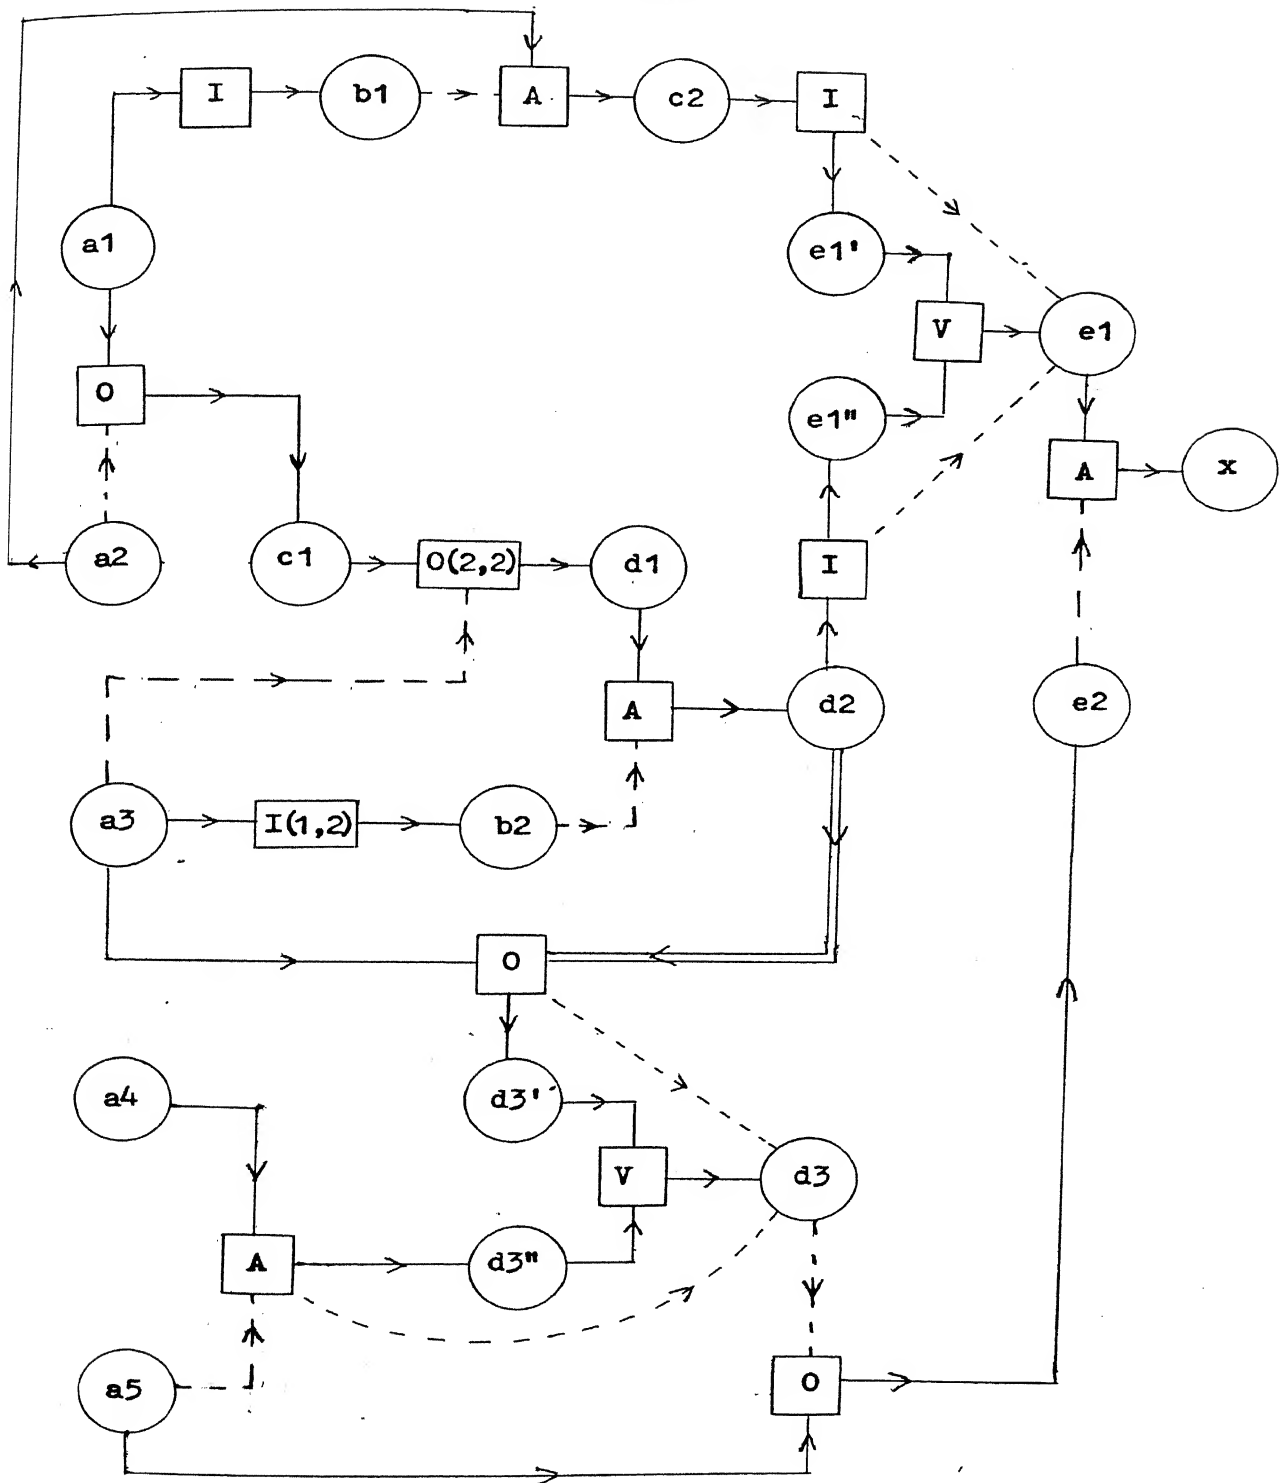 I b1 A c2 I
a1 e1'
V e1
O e1"
A x
a2 c1 O(2,2) d1 I
A d2 e2
a3 I(1,2) b2
O
a4 d3'
V d3
A d3"
a5 O